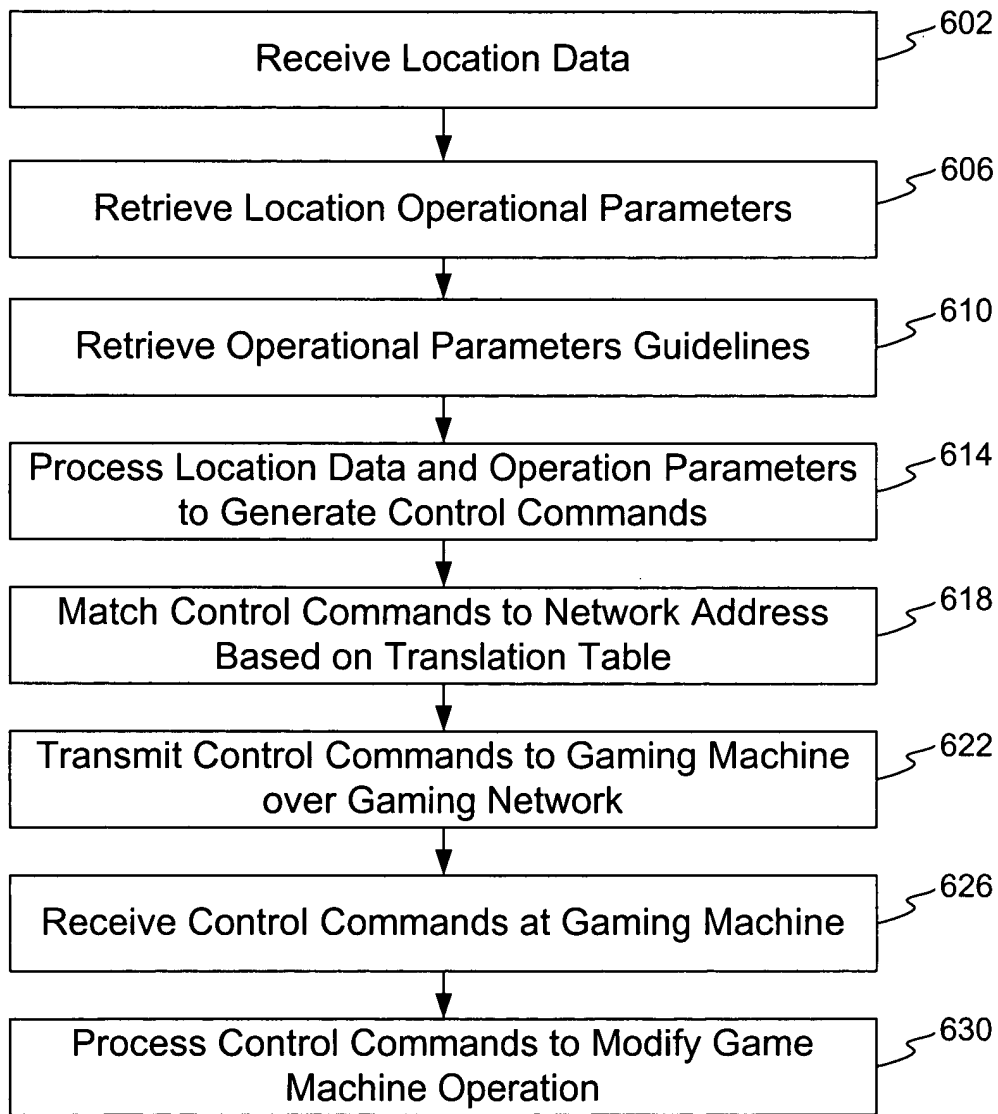 Receive Location Data
602
Retrieve Location Operational Parameters
606
Retrieve Operational Parameters Guidelines
610
Process Location Data and Operation Parameters
to Generate Control Commands
614
Match Control Commands to Network Address
Based on Translation Table
618
Transmit Control Commands to Gaming Machine
over Gaming Network
622
Receive Control Commands at Gaming Machine
626
Process Control Commands to Modify Game
Machine Operation
630